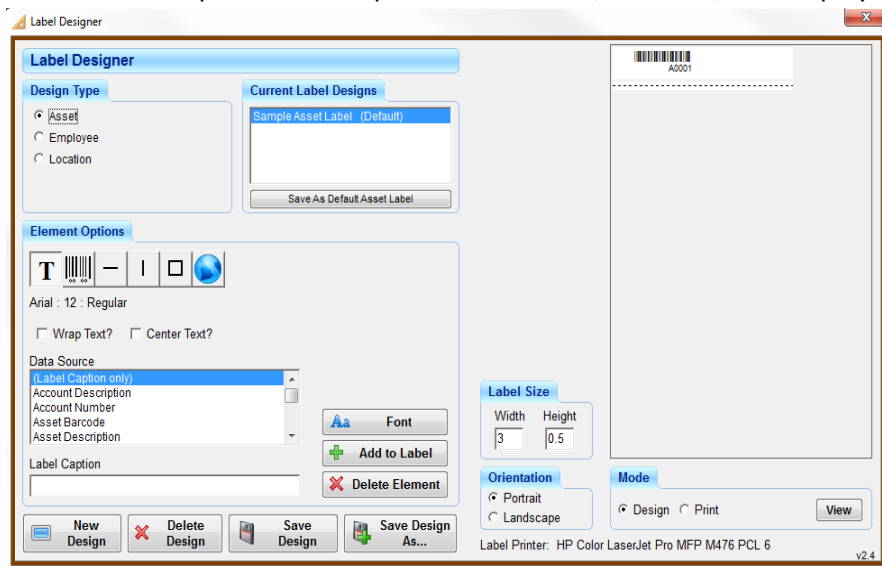 Label Designer
Label Designer
Design Type
Asset
Employee
Location
Current Label Designs
Sample Asset Label (Default)
Save As Default Asset Label
Element Options
T
Arial : 12 : Regular
Wrap Text?
Center Text?
Data Source
(Label Caption only)
Account Description
Account Number
Asset Barcode
Asset Description
Label Caption
Aa Font
Add to Label
Delete Element
New Design
Delete Design
Save Design
Save Design As...
A0001
Label Size
Width Height
3 0.5
Orientation
Portrait
Landscape
Mode
Design Print
View
Label Printer: HP Color LaserJet Pro MFP M476 PCL 6
v2.4